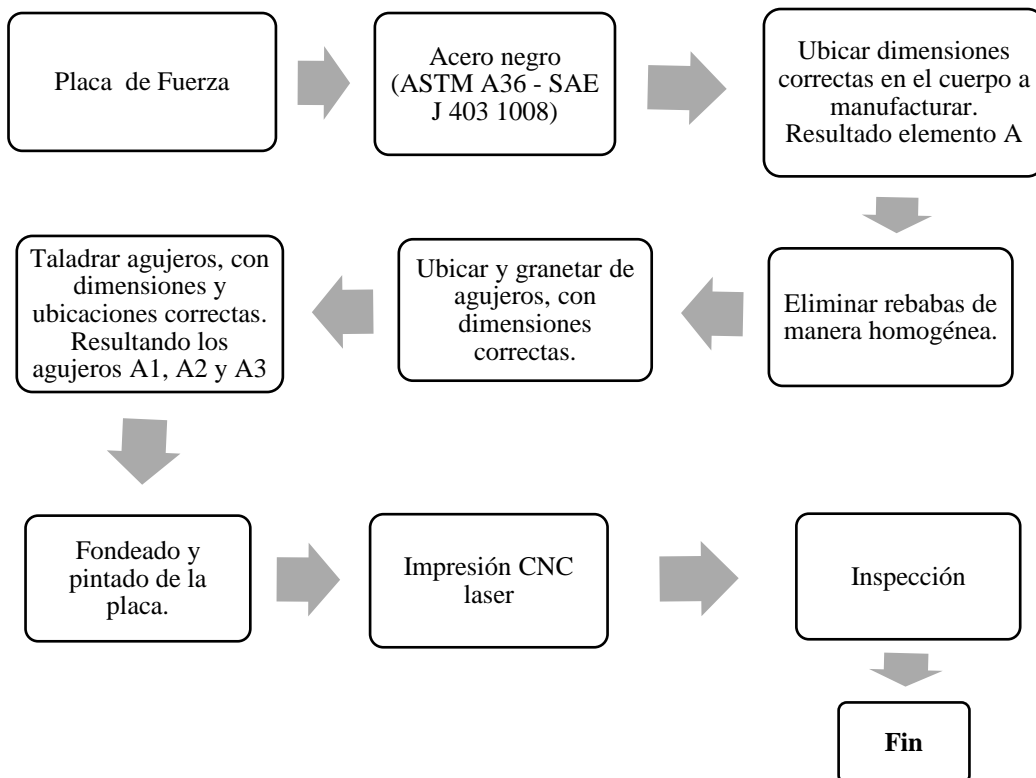 Placa  de Fuerza
Acero negro
(ASTM A36 - SAE
J 403 1008)
Ubicar dimensiones
correctas en el cuerpo a
manufacturar.
Resultado elemento A
Eliminar rebabas de
manera homogénea.
Ubicar y granetar de
agujeros, con
dimensiones
correctas.
Taladrar agujeros, con
dimensiones y
ubicaciones correctas.
Resultando los
agujeros A1, A2 y A3
Fondeado y
pintado de la
placa.
Impresión CNC
laser
Inspección
Fin